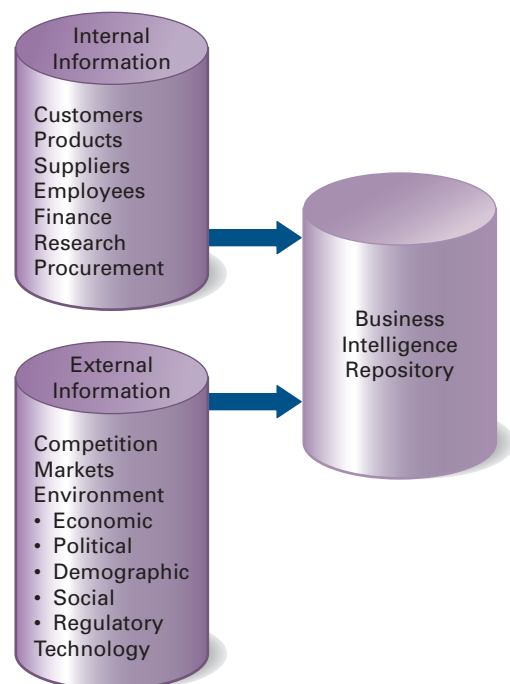 Internal
Information
Customers
Products
Suppliers
Employees
Finance
Research
Procurement
Business
Intelligence
Repository
External
Information
Competition
Markets
Environment
• Economic
• Political
• Demographic
• Social
• Regulatory
Technology